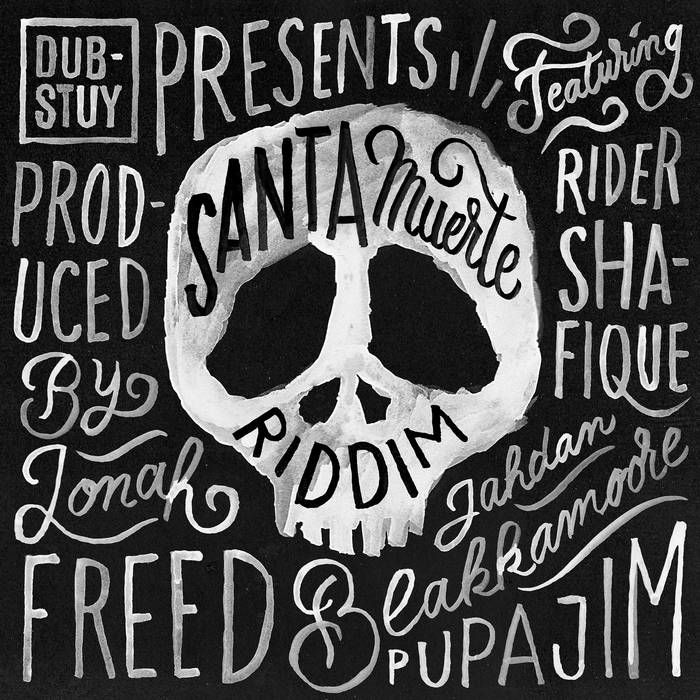 DUB-
STUY
PRESENTS
Featuring
SANTA Muerte
RIDDIM
PROD-
UCED
By
Jonah
FREED
RIDER
SHA-
FIQUE
Jahdan
Blakkamoore
PUPAJIM